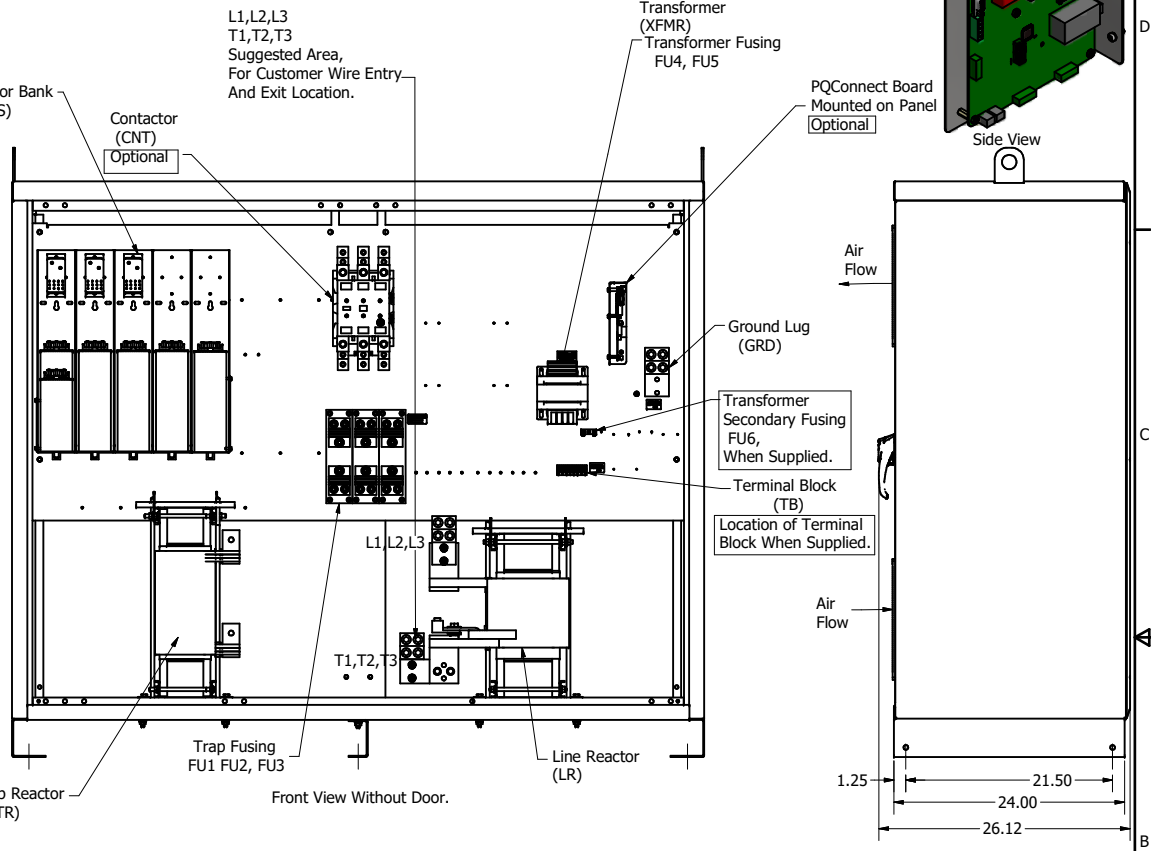 L1,L2,L3
T1,T2,T3
Suggested Area,
For Customer Wire Entry
And Exit Location.
Transformer
(XFMR)
Transformer Fusing
FU4, FU5
D
PQConnect Board
Mounted on Panel
Optional
Side View
or Bank
S)
Contactor
(CNT)
Optional
Air
Flow
Ground Lug
(GRD)
Transformer
Secondary Fusing
FU6,
When Supplied.
C
Terminal Block
(TB)
Location of Terminal
Block When Supplied.
L1,L2,L3
Air
Flow
T1,T2,T3
Trap Fusing
FU1 FU2, FU3
Line Reactor
(LR)
p Reactor
TR)
Front View Without Door.
1.25
21.50
24.00
26.12
B